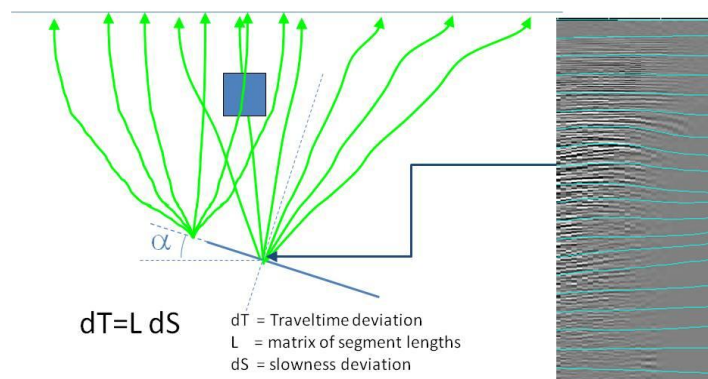 α
dT=L dS
dT = Traveltime deviation
L = matrix of segment lengths
dS = slowness deviation